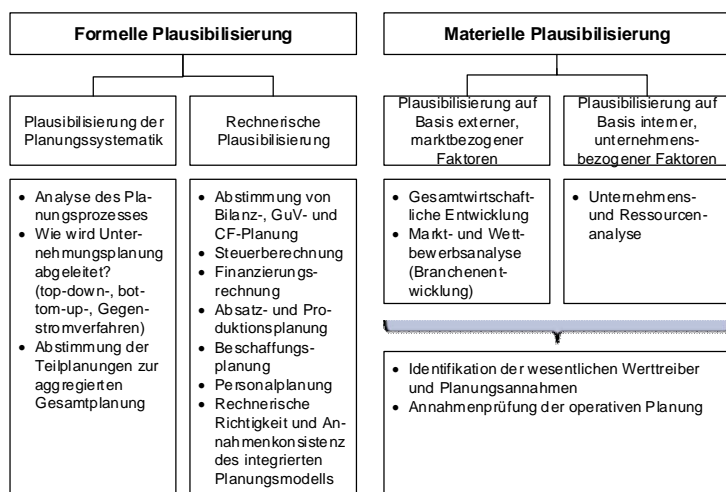 Formelle Plausibilisierung
Plausibilisierung der
Planungssystematik
Rechnerische
Plausibilisierung
• Analyse des Pla-
nungsprozesses
• Wie wird Unter-
nehmungsplanung
abgeleitet?
(top-down-, bot-
tom-up-, Gegen-
stromverfahren)
• Abstimmung der
Teilplanungen zur
aggregierten
Gesamtplanung
• Abstimmung von
Bilanz-, GuV- und
CF-Planung
• Steuerberechnung
• Finanzierungs-
rechnung
• Absatz- und Pro-
duktionsplanung
• Beschaffungs-
planung
• Personalplanung
• Rechnerische
Richtigkeit und An-
nahmenkonsistenz
des integrierten
Planungsmodells
Materielle Plausibilisierung
Plausibilisierung auf
Basis externer,
marktbezogener
Faktoren
Plausibilisierung auf
Basis interner,
unternehmens-
bezogener Faktoren
• Gesamtwirtschaft-
liche Entwicklung
• Markt- und Wett-
bewerbsanalyse
(Branchenent-
wicklung)
• Unternehmens-
und Ressourcen-
analyse
• Identifikation der wesentlichen Werttreiber
und Planungsannahmen
• Annahmenprüfung der operativen Planung